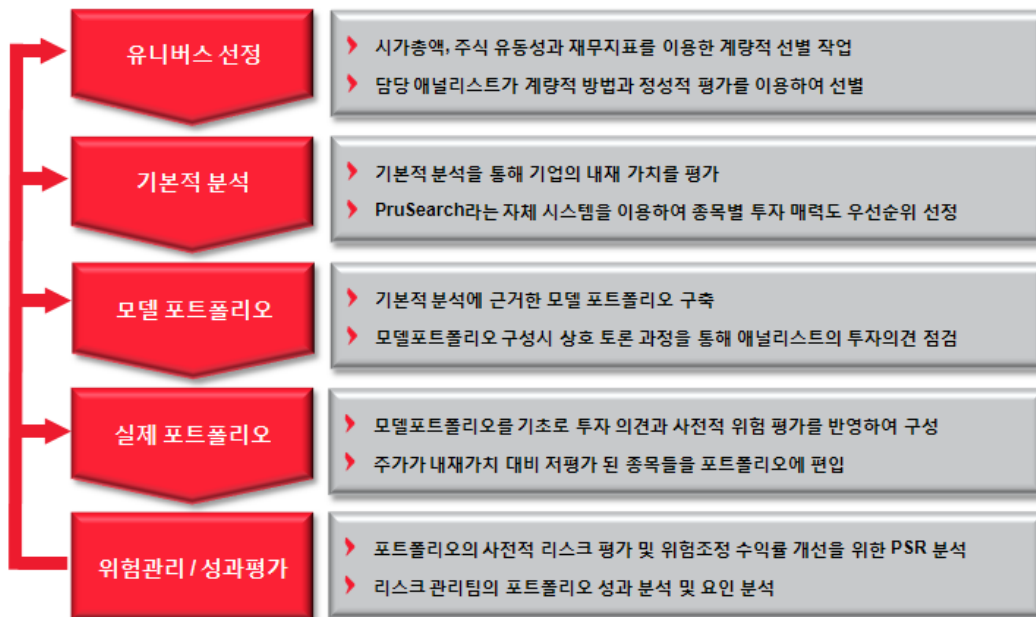 유니버스 선정
시가총액, 주식 유동성과 재무지표를 이용한 계량적 선별 작업
담당 애널리스트가 계량적 방법과 정성적 평가를 이용하여 선별
기본적 분석
기본적 분석을 통해 기업의 내재 가치를 평가
PruSearch라는 자체 시스템을 이용하여 종목별 투자 매력도 우선순위 선정
모델 포트폴리오
기본적 분석에 근거한 모델 포트폴리오 구축
모델포트폴리오 구성시 상호 토론 과정을 통해 애널리스트의 투자의견 점검
실제 포트폴리오
모델포트폴리오를 기초로 투자 의견과 사전적 위험 평가를 반영하여 구성
주가가 내재가치 대비 저평가 된 종목들을 포트폴리오에 편입
위험관리 / 성과평가
포트폴리오의 사전적 리스크 평가 및 위험조정 수익률 개선을 위한 PSR 분석
리스크 관리팀의 포트폴리오 성과 분석 및 요인 분석